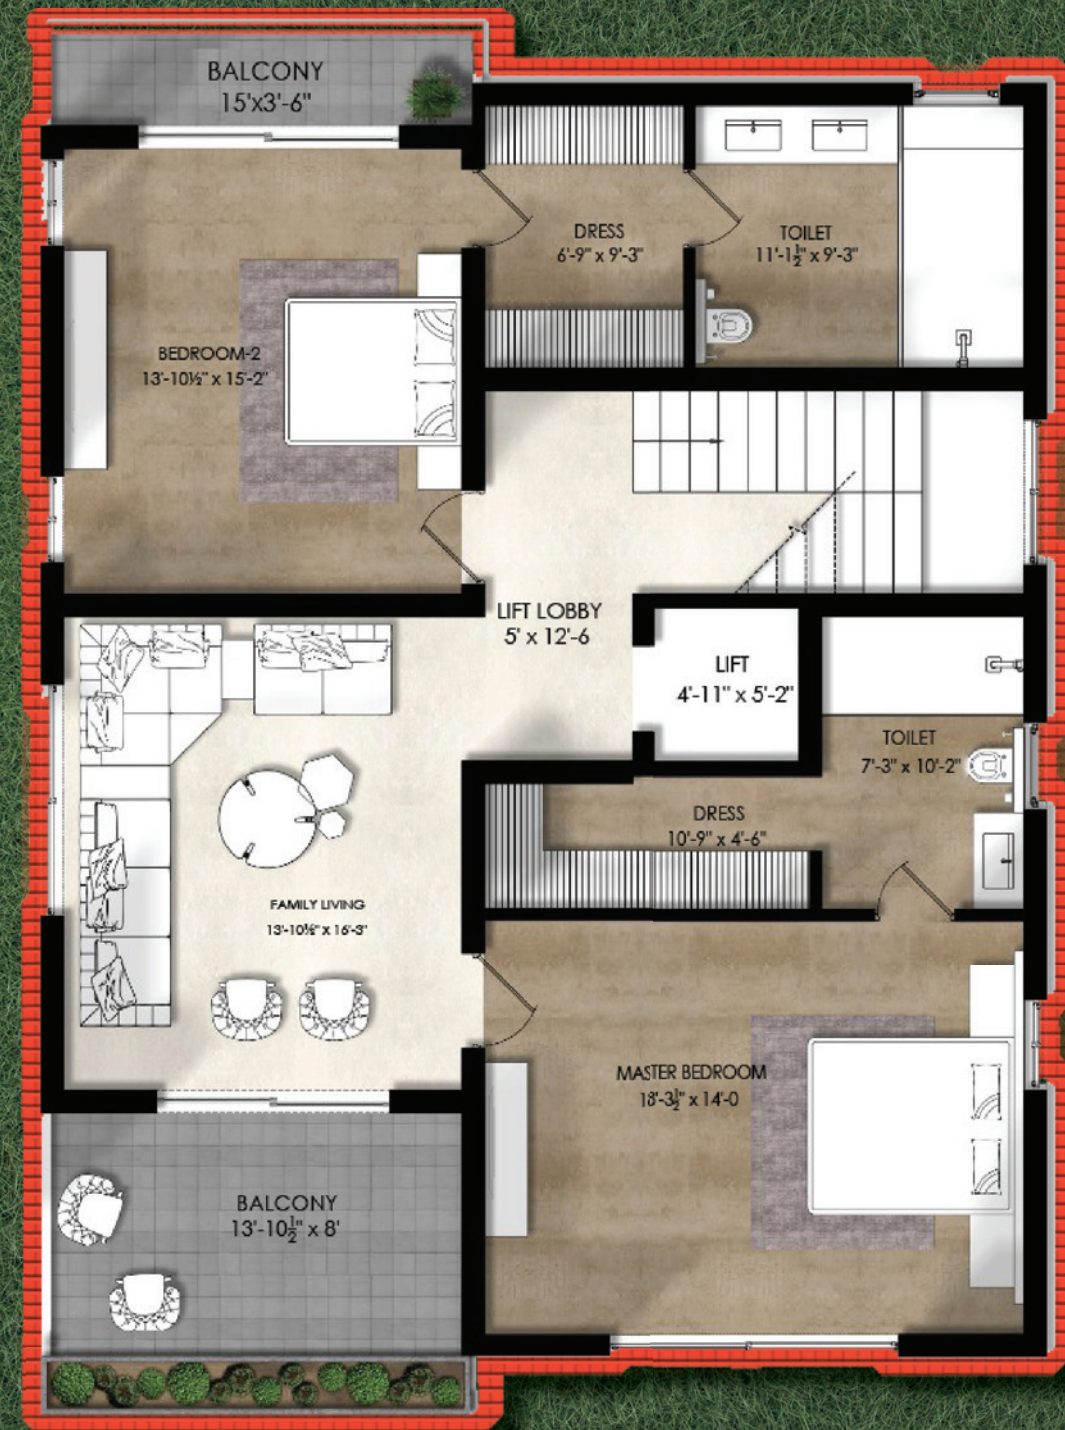 BALCONY
15'x3'-6"
DRESS
6'-9" x 9'-3"
TOILET
11'-1½" x 9'-3"
BEDROOM-2
13'-10½" x 15'-2"
LIFT LOBBY
5' x 12'-6
LIFT
4'-11" x 5'-2"
TOILET
7'-3" x 10'-2"
DRESS
10'-9" x 4'-6"
FAMILY LIVING
13'-10½" x 16'-3"
MASTER BEDROOM
18'-3½" x 14'-0
BALCONY
13'-10½" x 8'